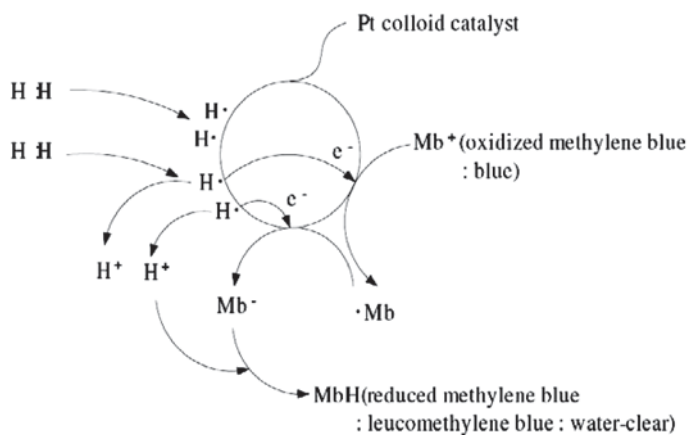 Pt colloid catalyst
H:H
H·
H·
H:H
e⁻
Mb⁺(oxidized methylene blue
: blue)
H·
H·
e⁻
H⁺
H⁺
Mb⁻
·Mb
MbH(reduced methylene blue
: leucomethylene blue : water-clear)